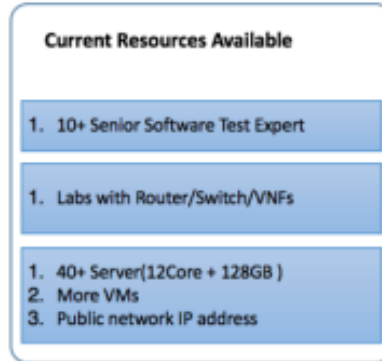 Current Resources Available
1. 10+ Senior Software Test Expert
1. Labs with Router/Switch/VNFs
1. 40+ Server(12Core + 128GB )
2. More VMs
3. Public network IP address